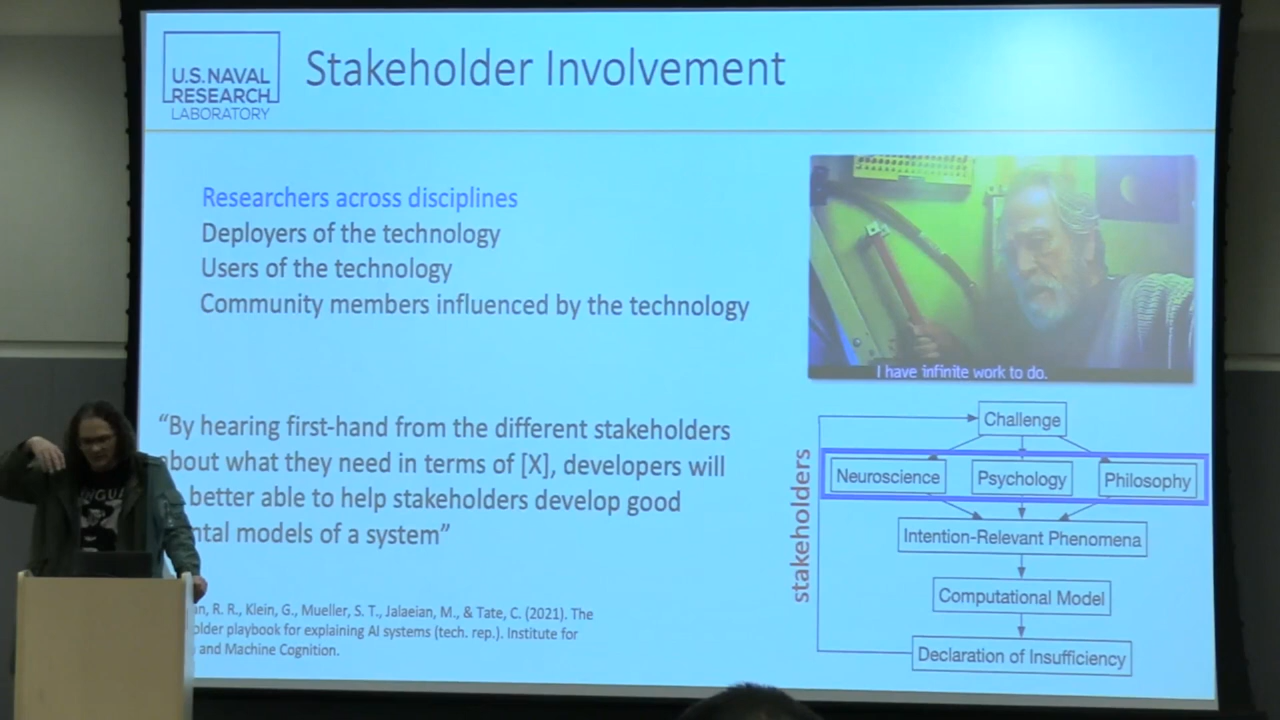 U.S. NAVAL
RESEARCH
LABORATORY
Stakeholder Involvement
Researchers across disciplines
Deployers of the technology
Users of the technology
Community members influenced by the technology
I have infinite work to do.
“By hearing first-hand from the different stakeholders
about what they need in terms of [X], developers will
better able to help stakeholders develop good
models of a system”
R. R., Klein, G., Mueller, S. T., Jalaeian, M., & Tate, C. (2021). The
playbook for explaining AI systems (tech. rep.). Institute for
and Machine Cognition.
stakeholders
Challenge
Neuroscience
Psychology
Philosophy
Intention-Relevant Phenomena
Computational Model
Declaration of Insufficiency